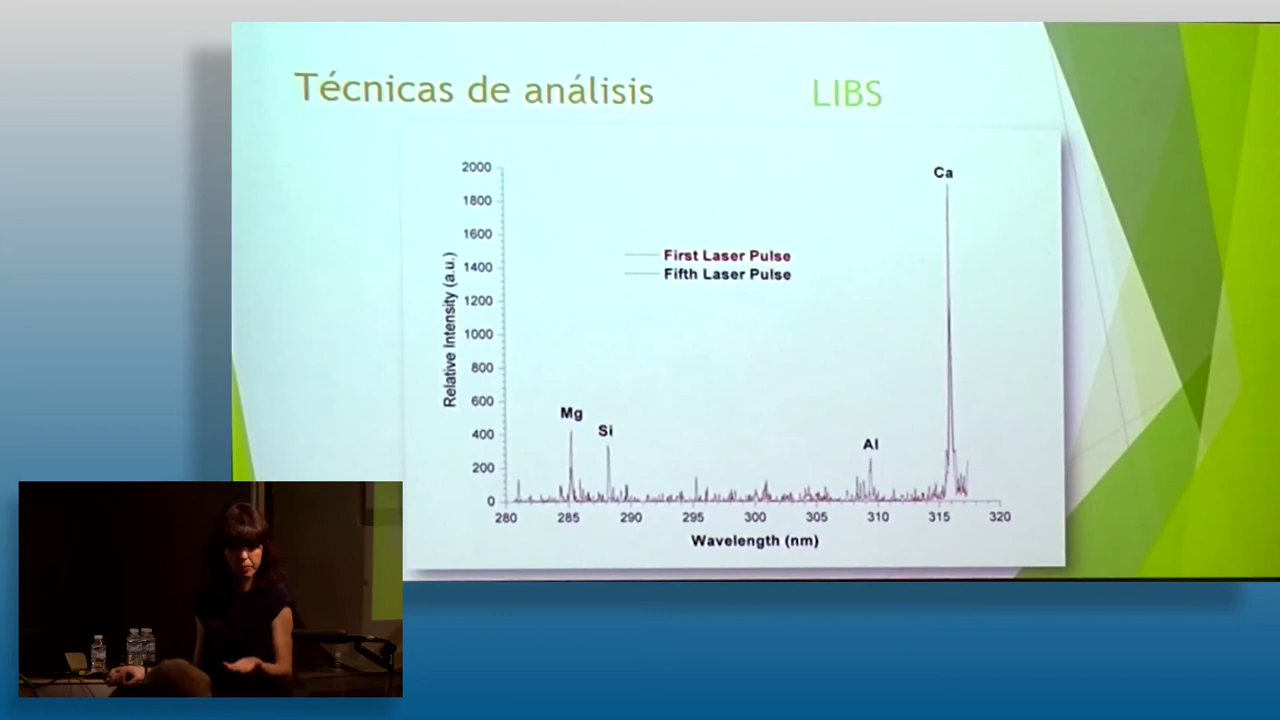 Técnicas de análisis
LIBS
2000
1800
1600
1400
1200
1000
800
600
400
200
0
Relative Intensity (a.u.)
First Laser Pulse
Fifth Laser Pulse
Mg
Si
Al
Ca
280
285
290
295
300
305
310
315
320
Wavelength (nm)